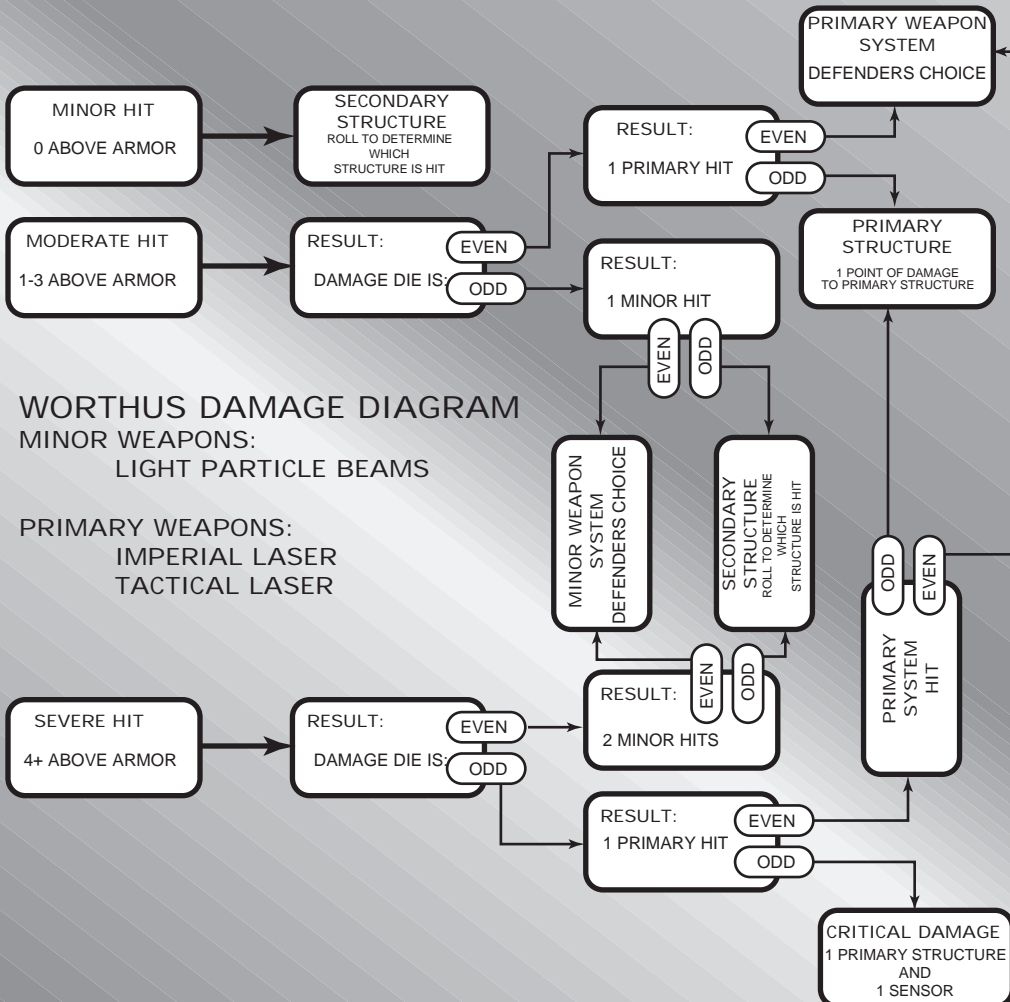 PRIMARY WEAPON
SYSTEM
DEFENDERS CHOICE
MINOR HIT
0 ABOVE ARMOR
SECONDARY
STRUCTURE
ROLL TO DETERMINE
WHICH
STRUCTURE IS HIT
RESULT:
1 PRIMARY HIT
EVEN
ODD
MODERATE HIT
1-3 ABOVE ARMOR
RESULT:
DAMAGE DIE IS:
EVEN
ODD
RESULT:
1 MINOR HIT
EVEN
ODD
PRIMARY
STRUCTURE
1 POINT OF DAMAGE
TO PRIMARY STRUCTURE
WORTHUS DAMAGE DIAGRAM
MINOR WEAPONS:
LIGHT PARTICLE BEAMS
PRIMARY WEAPONS:
IMPERIAL LASER
TACTICAL LASER
MINOR WEAPON
SYSTEM
DEFENDERS CHOICE
SECONDARY
STRUCTURE
ROLL TO DETERMINE
WHICH
STRUCTURE IS HIT
ODD
EVEN
PRIMARY
SYSTEM
HIT
SEVERE HIT
4+ ABOVE ARMOR
RESULT:
DAMAGE DIE IS:
EVEN
ODD
RESULT:
2 MINOR HITS
EVEN
ODD
RESULT:
1 PRIMARY HIT
EVEN
ODD
CRITICAL DAMAGE
1 PRIMARY STRUCTURE
AND
1 SENSOR